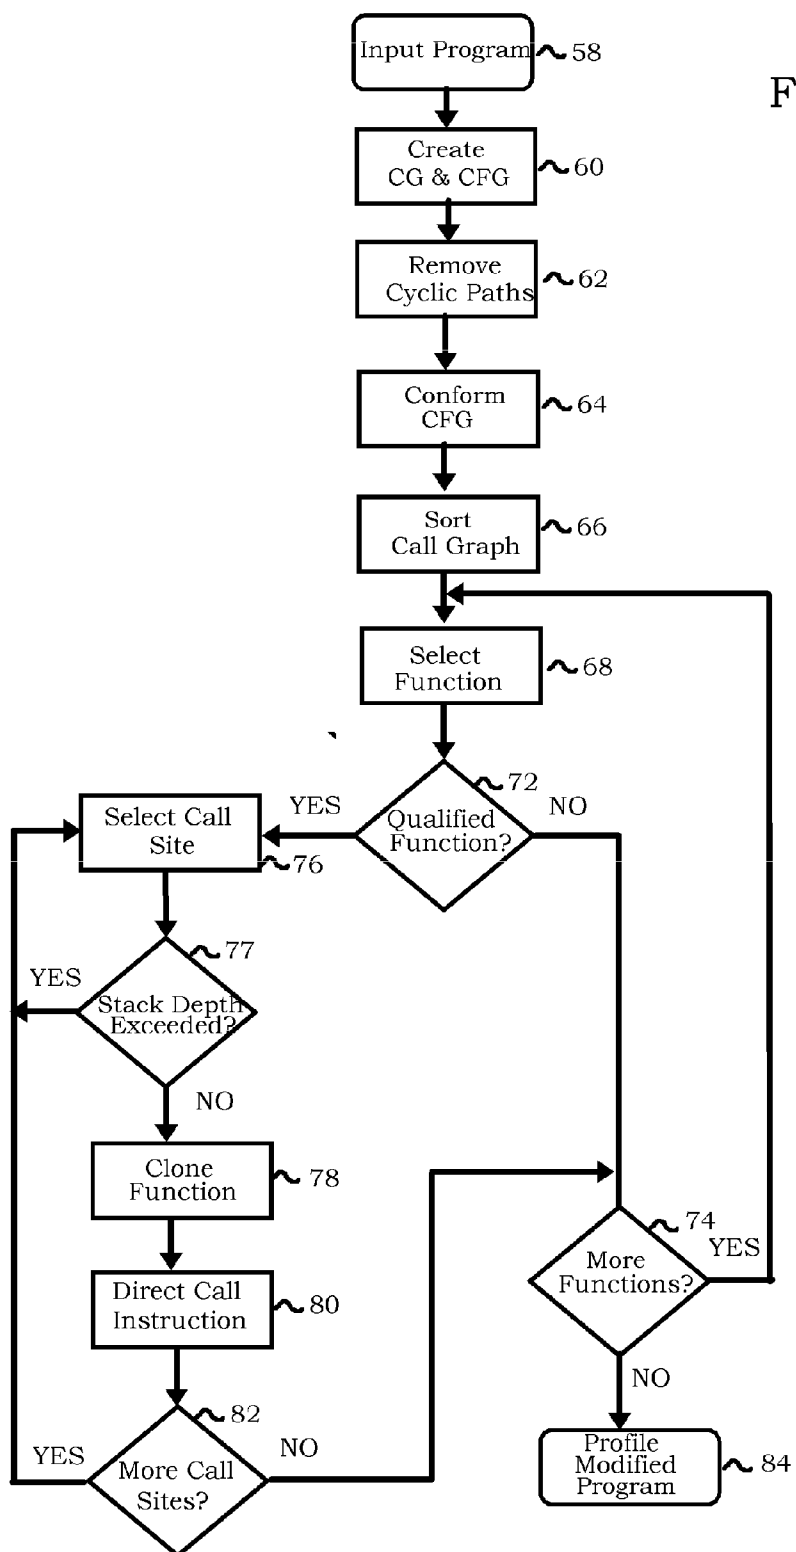 Input Program
58
F
Create
CG & CFG
60
Remove
Cyclic Paths
62
Conform
CFG
64
Sort
Call Graph
66
Select
Function
68
72
Qualified
Function?
YES
NO
Select Call
Site
76
77
YES
Stack Depth
Exceeded?
NO
Clone
Function
78
74
YES
More
Functions?
Direct Call
Instruction
80
NO
82
YES
NO
More Call
Sites?
Profile
Modified
Program
84